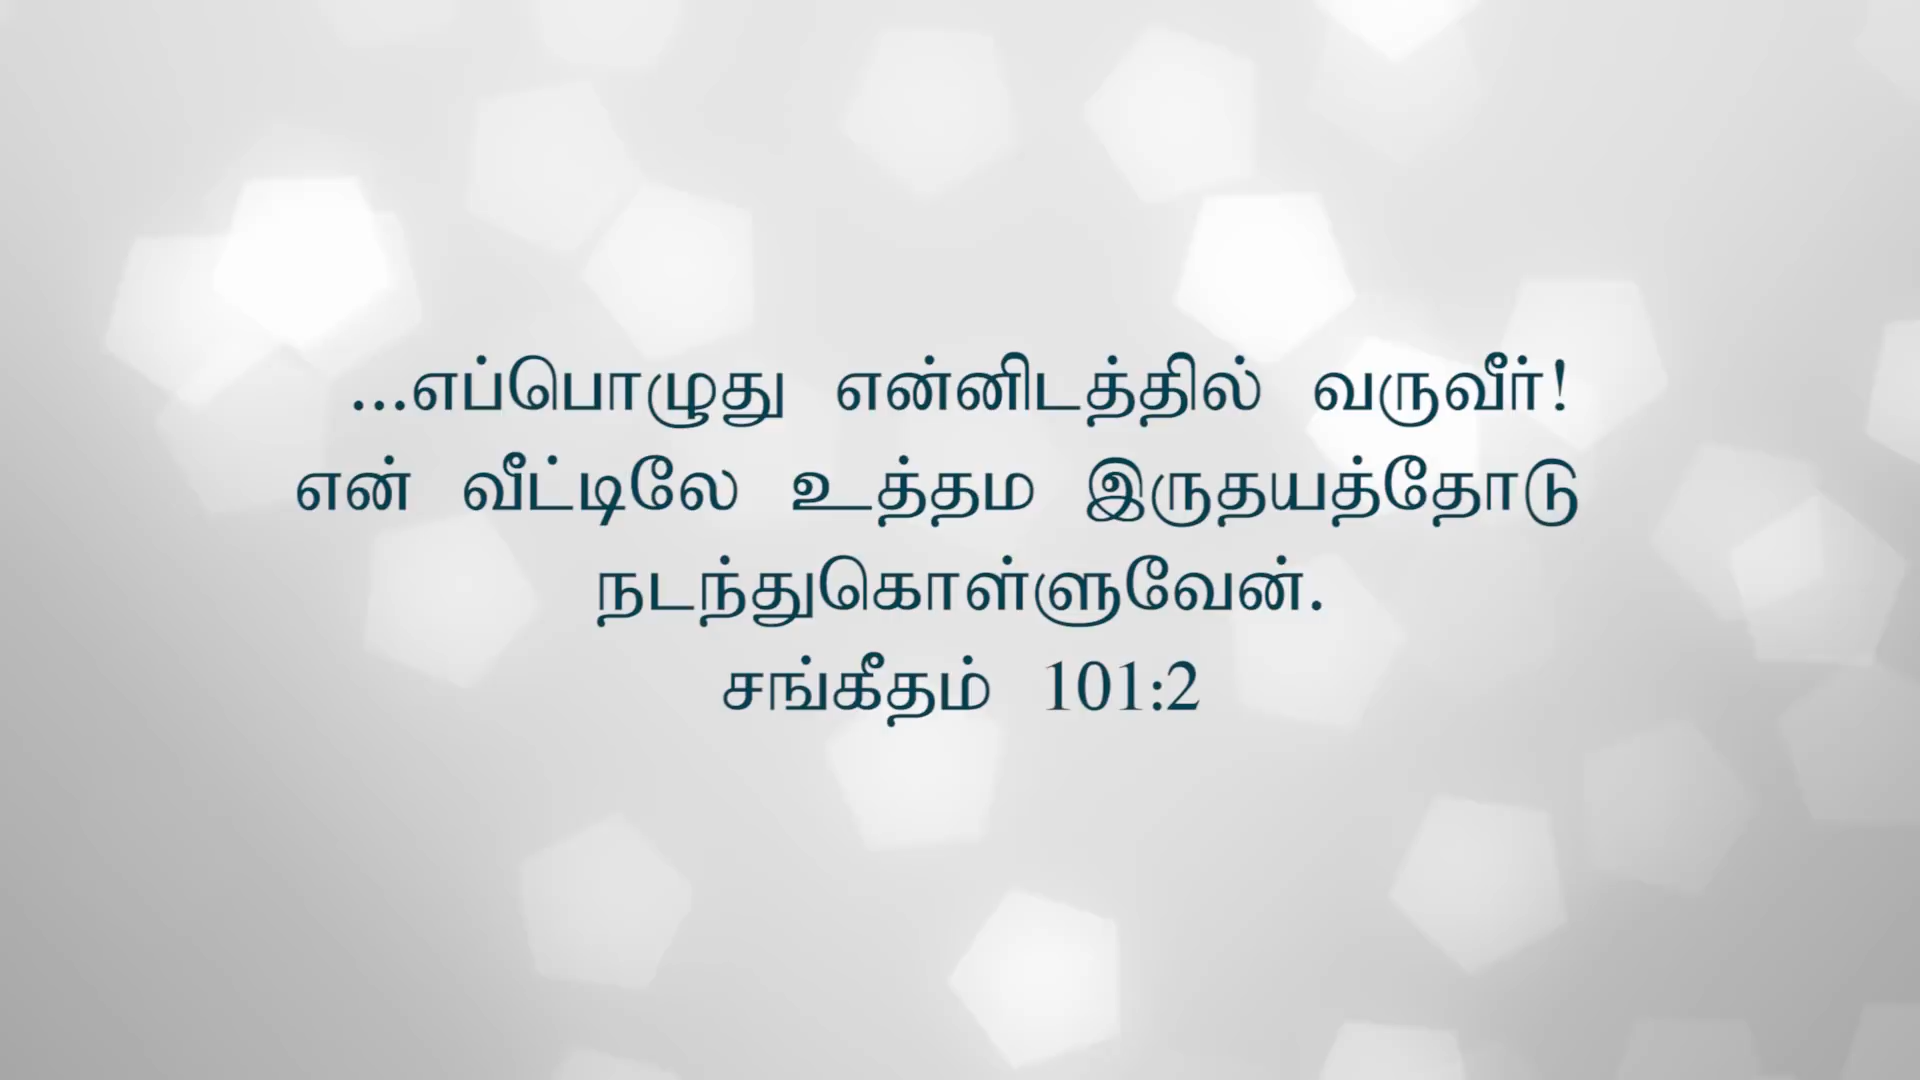 ...எப்பொழுது என்னிடத்தில் வருவீர்!
என் வீட்டிலே உத்தம இருதயத்தோடு
நடந்துகொள்ளுவேன்.
சங்கீதம் 101:2